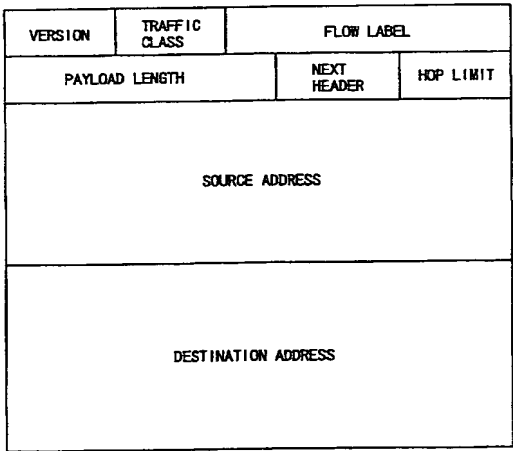 VERSION
TRAFFIC
CLASS
FLOW LABEL
PAYLOAD LENGTH
NEXT
HEADER
HOP LIMIT
SOURCE ADDRESS
DESTINATION ADDRESS